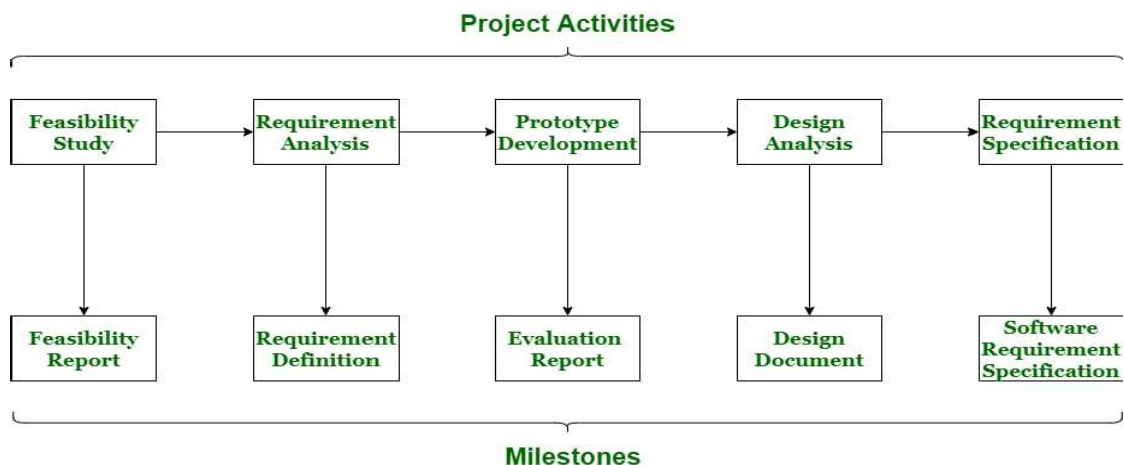 Project Activities
Feasibility
Study
Requirement
Analysis
Prototype
Development
Design
Analysis
Requirement
Specification
Feasibility
Report
Requirement
Definition
Evaluation
Report
Design
Document
Software
Requirement
Specification
Milestones